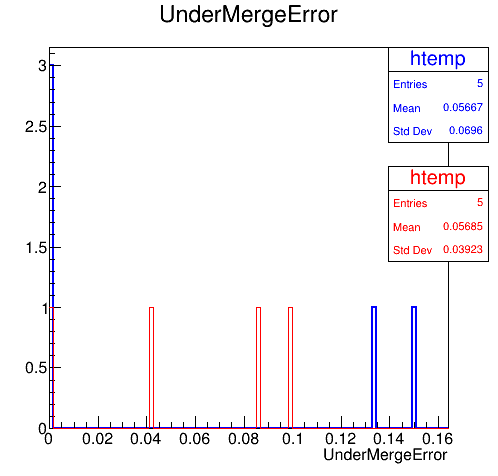 UnderMergeError
htemp
Entries 5
Mean 0.05667
Std Dev 0.0696
htemp
Entries 5
Mean 0.05685
Std Dev 0.03923
3
2.5
2
1.5
1
0.5
0
0 0.02 0.04 0.06 0.08 0.1 0.12 0.14 0.16
UnderMergeError